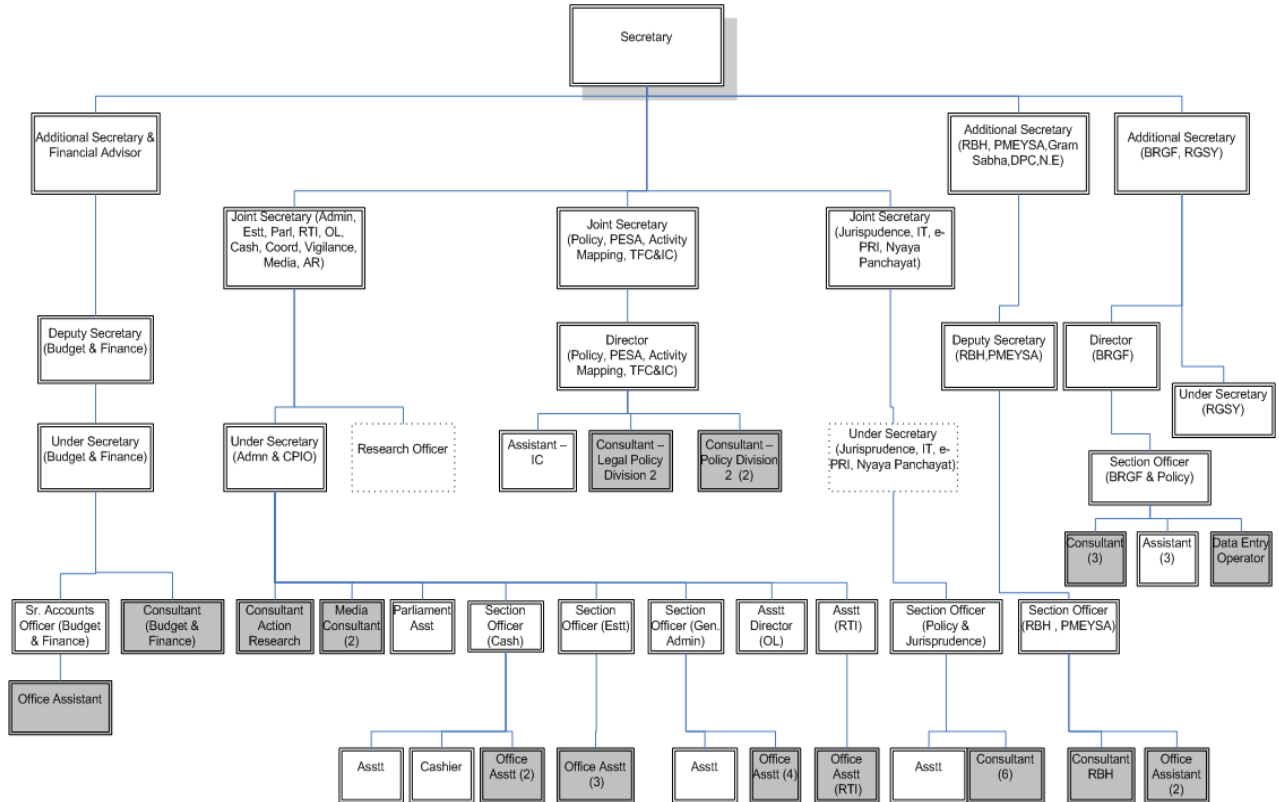 Secretary
Additional Secretary &
Financial Advisor
Additional Secretary
(RBH, PMEYSA,Gram
Sabha,DPC,N.E)
Additional Secretary
(BRGF, RGSY)
Joint Secretary (Admin,
Estt, Parl, RTI, OL,
Cash, Coord, Vigilance,
Media, AR)
Joint Secretary
(Policy, PESA, Activity
Mapping, TFC&IC)
Joint Secretary
(Jurisprudence, IT, e-
PRI, Nyaya
Panchayat)
Deputy Secretary
(Budget & Finance)
Director
(Policy, PESA, Activity
Mapping, TFC&IC)
Deputy Secretary
(RBH,PMEYSA)
Director
(BRGF)
Under Secretary
(RGSY)
Under Secretary
(Budget & Finance)
Under Secretary
(Admn & CPIO)
Research Officer
Assistant –
IC
Consultant –
Legal Policy
Division 2
Consultant –
Policy Division
2 (2)
Under Secretary
(Jurisprudence, IT, e-
PRI, Nyaya Panchayat)
Section Officer
(BRGF & Policy)
Consultant
(3)
Assistant
(3)
Data Entry
Operator
Sr. Accounts
Officer (Budget
& Finance)
Consultant
(Budget &
Finance)
Consultant
Action
Research
Media
Consultant
(2)
Parliament
Asst
Section
Officer
(Cash)
Section
Officer (Estt)
Section
Officer (Gen.
Admin)
Asstt
Director
(OL)
Asstt
(RTI)
Section Officer
(Policy &
Jurisprudence)
Section Officer
(RBH , PMEYSA)
Office Assistant
Asstt
Cashier
Office
Asstt (2)
Office Asstt
(3)
Asstt
Office
Asstt (4)
Office
Asstt
(RTI)
Asstt
Consultant
(6)
Consultant
RBH
Office
Assistant
(2)